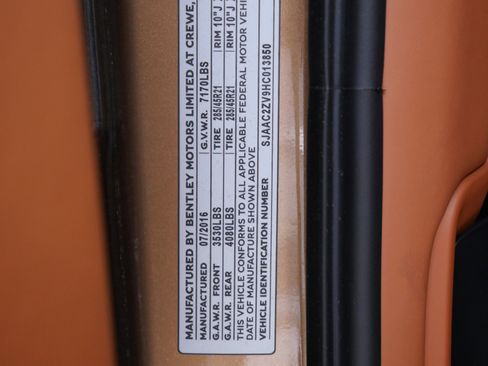 MANUFACTURED BY BENTLEY MOTORS LIMITED AT CREWE,
MANUFACTURED 07/2016 G.V.W.R. 7170LBS
G.A.W.R. FRONT 3530LBS TIRE 285/45R21 RIM 10"J
G.A.W.R. REAR 4080LBS TIRE 285/45R21 RIM 10"J
THIS VEHICLE CONFORMS TO ALL APPLICABLE FEDERAL MOTOR VEHI
DATE OF MANUFACTURE SHOWN ABOVE
VEHICLE IDENTIFICATION NUMBER SJAAC2ZV9HC013850